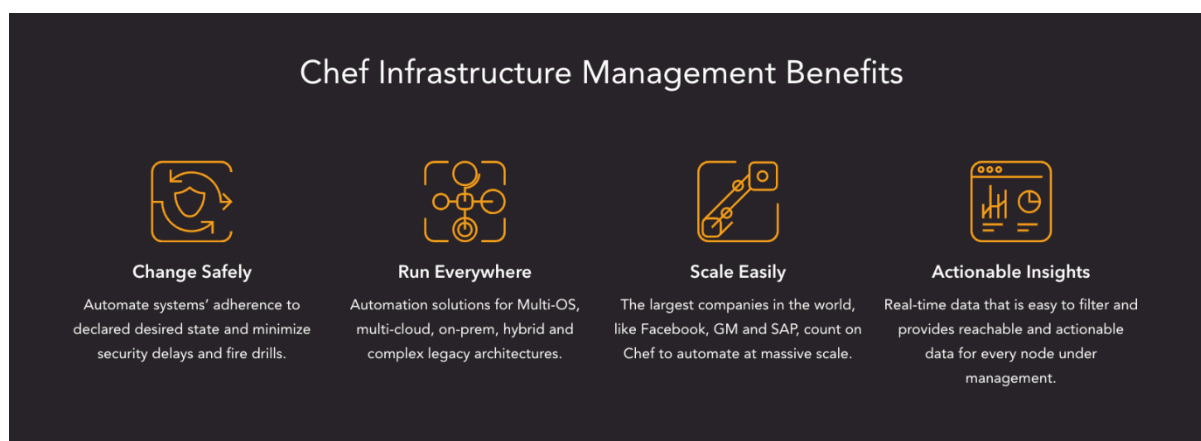 Chef Infrastructure Management Benefits
Change Safely
Automate systems’ adherence to
declared desired state and minimize
security delays and fire drills.
Run Everywhere
Automation solutions for Multi-OS,
multi-cloud, on-prem, hybrid and
complex legacy architectures.
Scale Easily
The largest companies in the world,
like Facebook, GM and SAP, count on
Chef to automate at massive scale.
Actionable Insights
Real-time data that is easy to filter and
provides reachable and actionable
data for every node under
management.